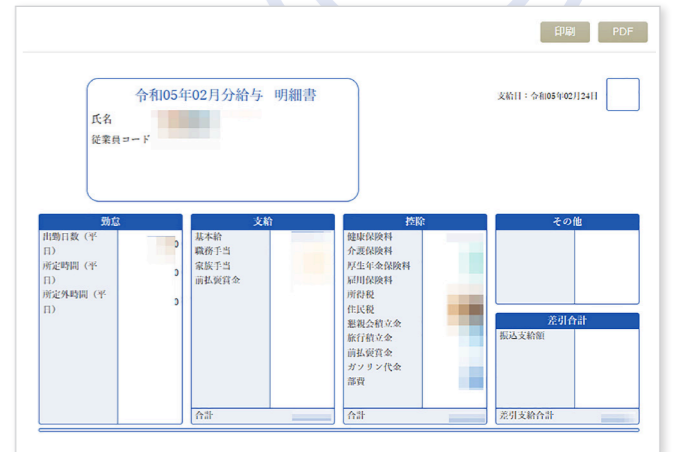 印刷 PDF
令和05年02月分給与 明細書
支給日：令和05年02月24日
氏名
従業員コード
勤怠
出勤日数（平
日） 0
所定時間（平
日） 0
所定外時間（平
日） 0
支給
基本給
職務手当
家族手当
前払奨賞金
合計
控除
健康保険料
介護保険料
厚生年金保険料
雇用保険料
所得税
住民税
懇親会積立金
旅行積立金
前払奨賞金
ガソリン代金
部費
合計
その他
差引合計
振込支給額
差引支給合計